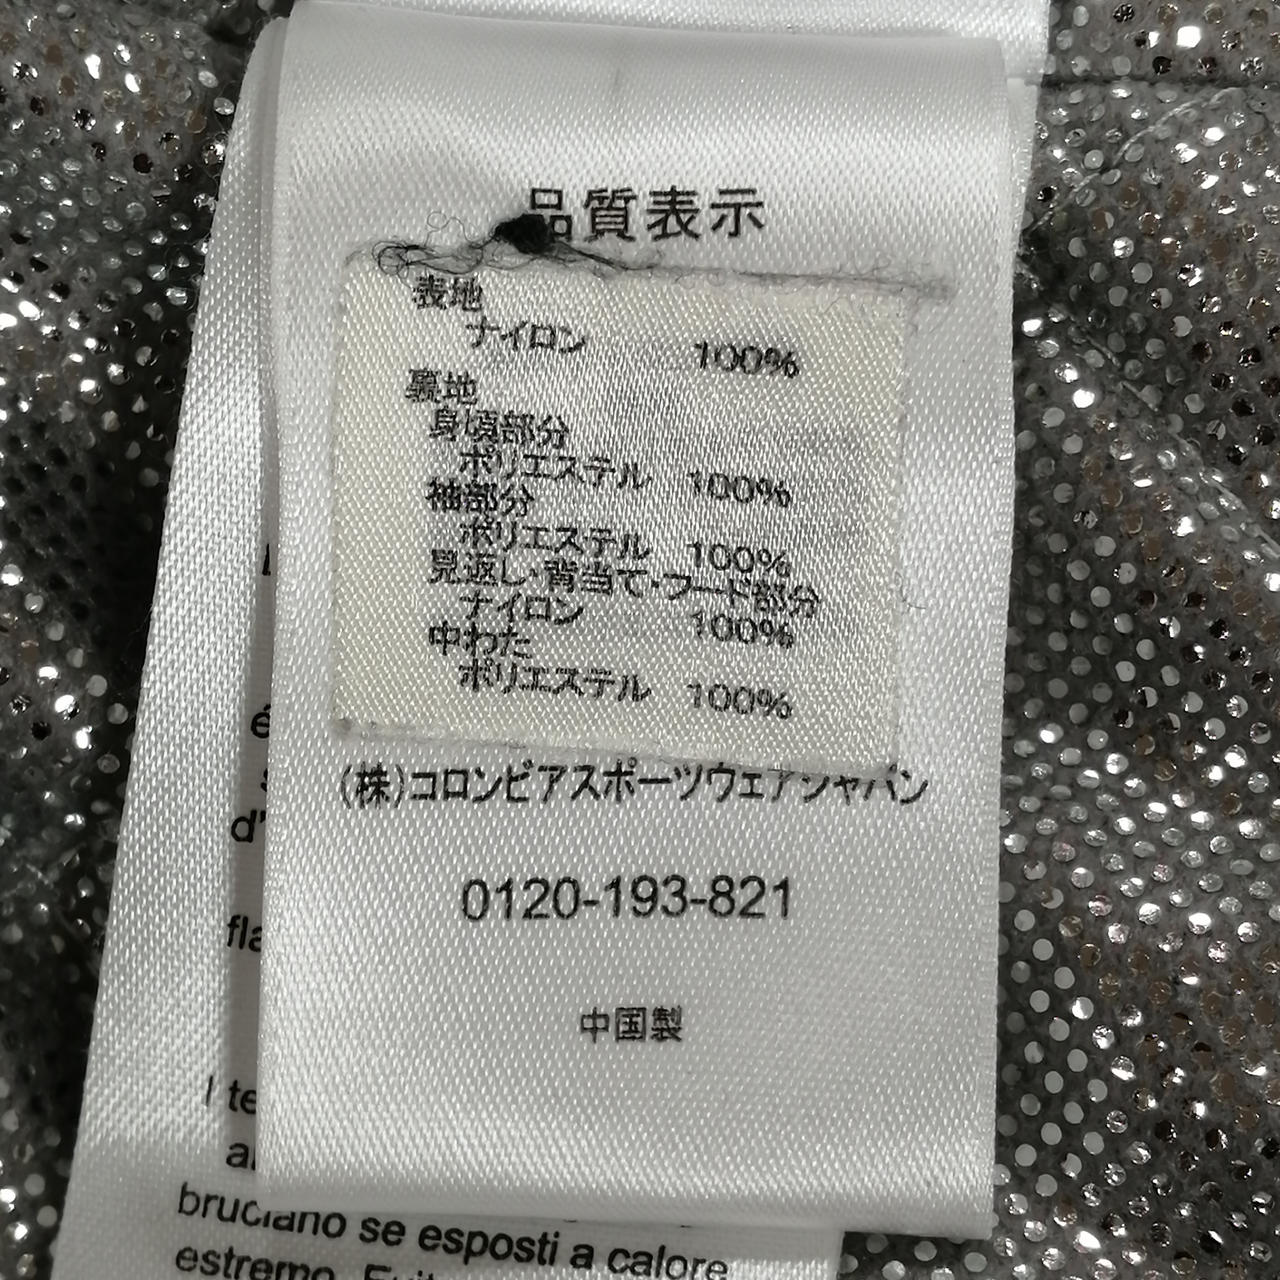 品質表示
表地
ナイロン 100%
裏地
身頃部分
ポリエステル 100%
袖部分
ポリエステル 100%
見返し・背当て・フード部分
ナイロン 100%
中わた
ポリエステル 100%
(株)コロンビアスポーツウェアジャパン
0120-193-821
中国製
bruciano se esposti a calore
estremo.